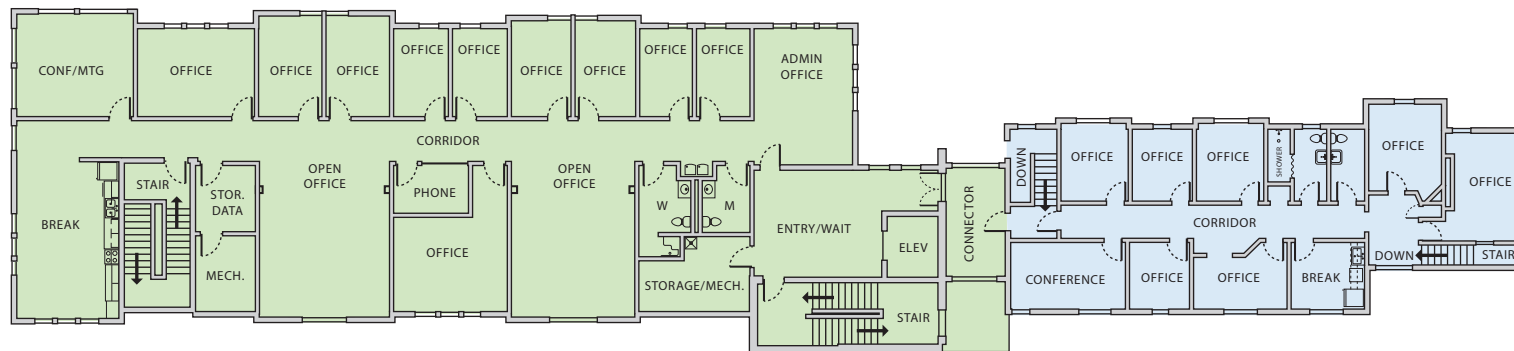 CONF/MTG
OFFICE
OFFICE
OFFICE
OFFICE
OFFICE
OFFICE
OFFICE
OFFICE
OFFICE
ADMIN
OFFICE
CORRIDOR
BREAK
STAIR
STOR.
DATA
MECH.
OPEN
OFFICE
PHONE
OFFICE
OPEN
OFFICE
W
M
STORAGE/MECH.
ENTRY/WAIT
ELEV
STAIR
CONNECTOR
DOWN
OFFICE
OFFICE
OFFICE
SHOWER
OFFICE
OFFICE
CORRIDOR
CONFERENCE
OFFICE
OFFICE
BREAK
DOWN
STAIR